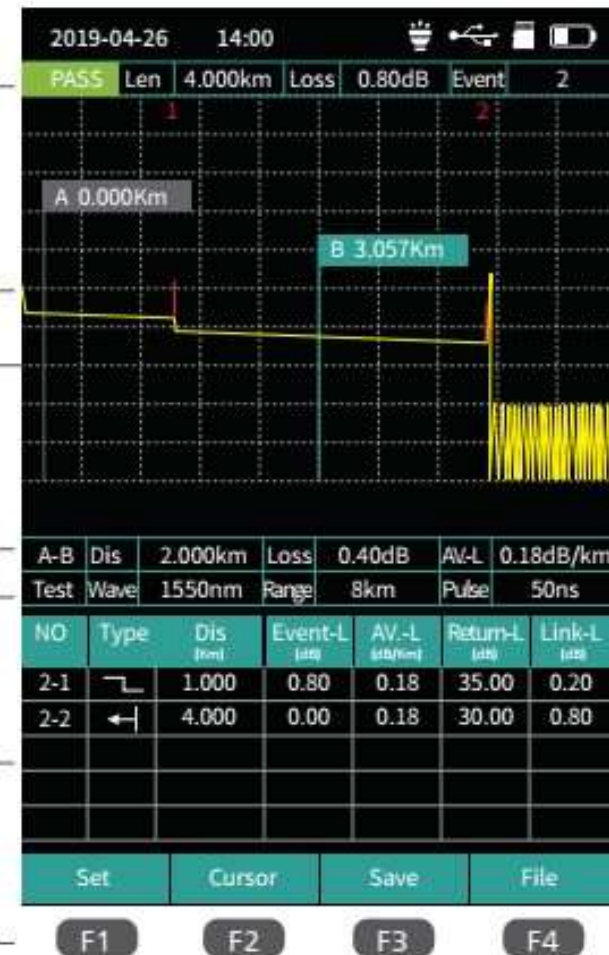 2019-04-26 14:00
PASS Len 4.000km Loss 0.80dB Event 2
1 2
A 0.000Km
B 3.057Km
A-B Dis 2.000km Loss 0.40dB AV.-L 0.18dB/km
Test Wave 1550nm Range 8km Pulse 50ns
NO Type Dis Event-L AV.-L Return-L Link-L
(Km) (dB) (dB/Km) (dB) (dB)
2-1 1.000 0.80 0.18 35.00 0.20
2-2 4.000 0.00 0.18 30.00 0.80
Set Cursor Save File
F1 F2 F3 F4